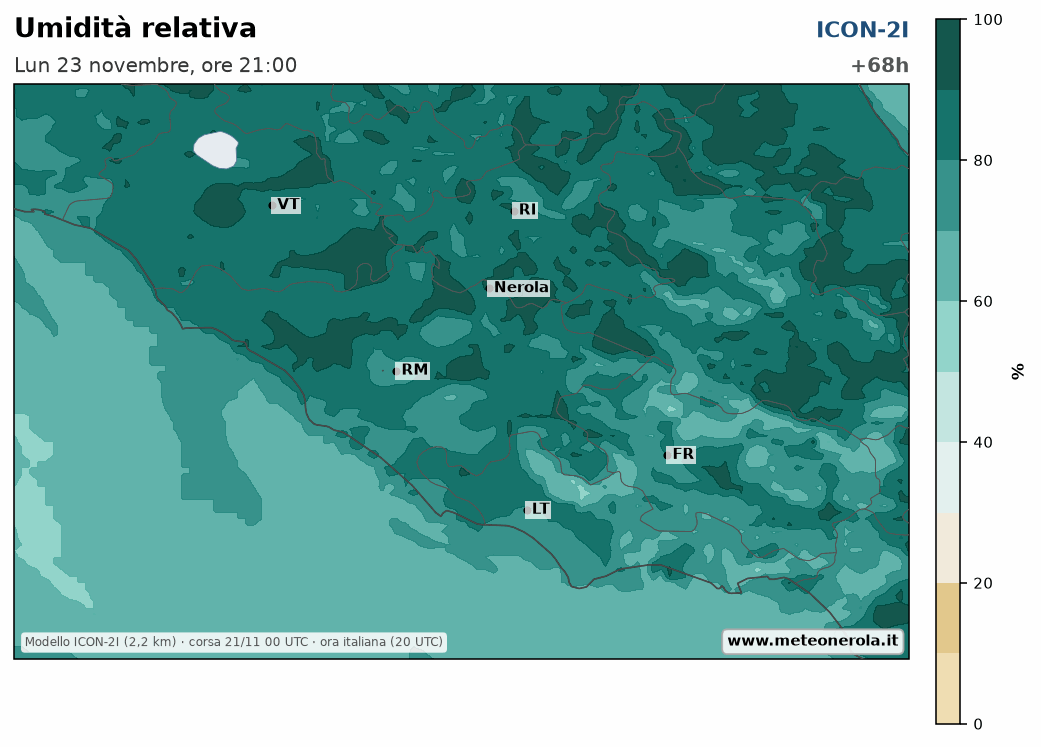 Umidità relativa
ICON-2I
Lun 23 novembre, ore 21:00
+68h
VT
RI
Nerola
RM
FR
LT
Modello ICON-2I (2,2 km) · corsa 21/11 00 UTC · ora italiana (20 UTC)
www.meteonerola.it
100
80
60
40
20
0
%